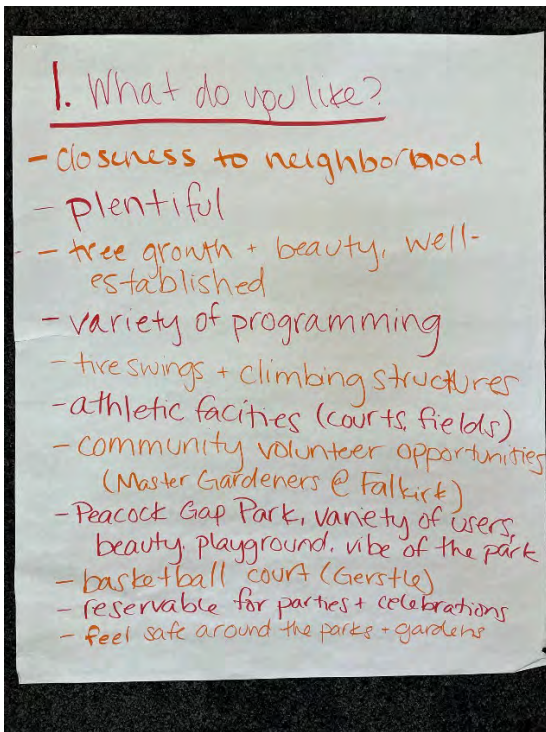 1. What do you like?
- closeness to neighborhood
- plentiful
- tree growth + beauty, well-
established
- variety of programming
- tire swings + climbing structures
- athletic facities (courts, fields)
- community volunteer opportunities
(Master Gardeners @ Falkirk)
- Peacock Gap Park, variety of users,
beauty, playground, vibe of the park
- basketball court (Gerstle)
- reservable for parties + celebrations
- feel safe around the parks + gardens